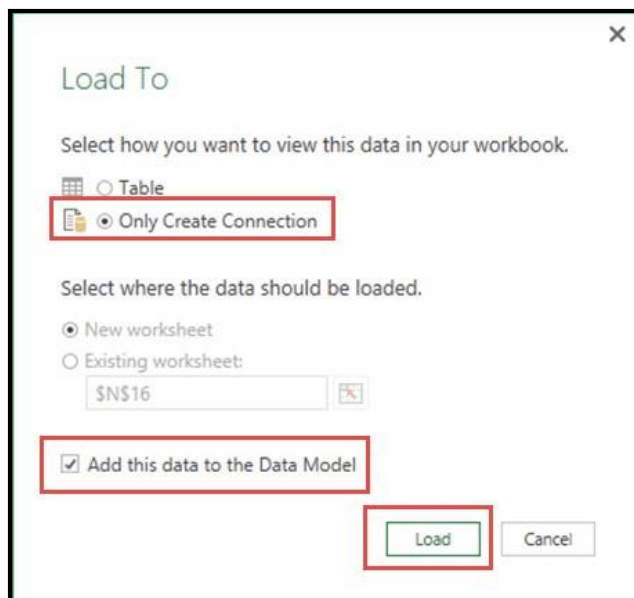 Load To
Select how you want to view this data in your workbook.
Table
Only Create Connection
Select where the data should be loaded.
New worksheet
Existing worksheet:
$N$16
Add this data to the Data Model
Load Cancel